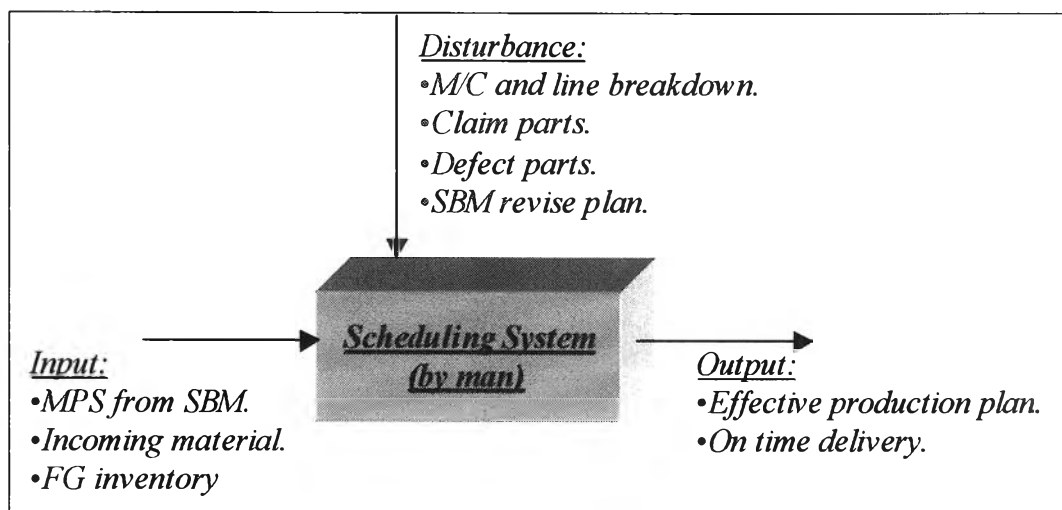 Disturbance:
•M/C and line breakdown.
•Claim parts.
•Defect parts.
•SBM revise plan.
Scheduling System
(by man)
Input:
•MPS from SBM.
•Incoming material.
•FG inventory
Output:
•Effective production plan.
•On time delivery.